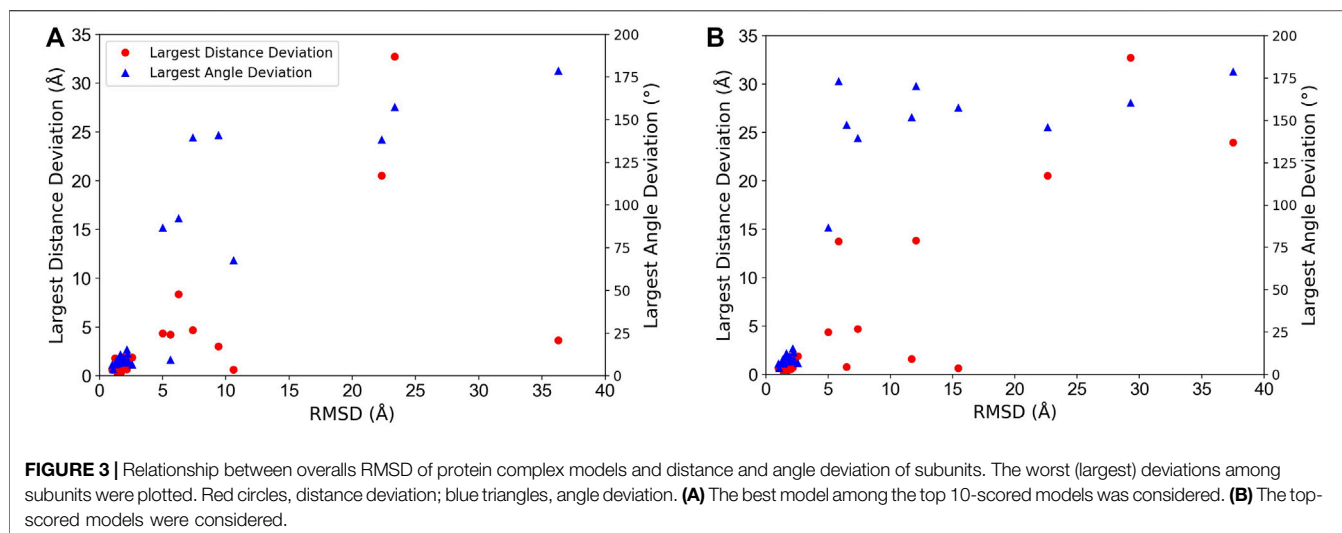 A
Largest Distance Deviation (Å)
35
30
25
20
15
10
5
0
Largest Distance Deviation
Largest Angle Deviation
200
175
150
125
100
75
50
25
0
Largest Angle Deviation (°)
0 5 10 15 20 25 30 35 40
RMSD (Å)
B
Largest Distance Deviation (Å)
35
30
25
20
15
10
5
0
200
175
150
125
100
75
50
25
0
Largest Angle Deviation (°)
0 5 10 15 20 25 30 35 40
RMSD (Å)
FIGURE 3 | Relationship between overalls RMSD of protein complex models and distance and angle deviation of subunits. The worst (largest) deviations among
subunits were plotted. Red circles, distance deviation; blue triangles, angle deviation. (A) The best model among the top 10-scored models was considered. (B) The top-
scored models were considered.